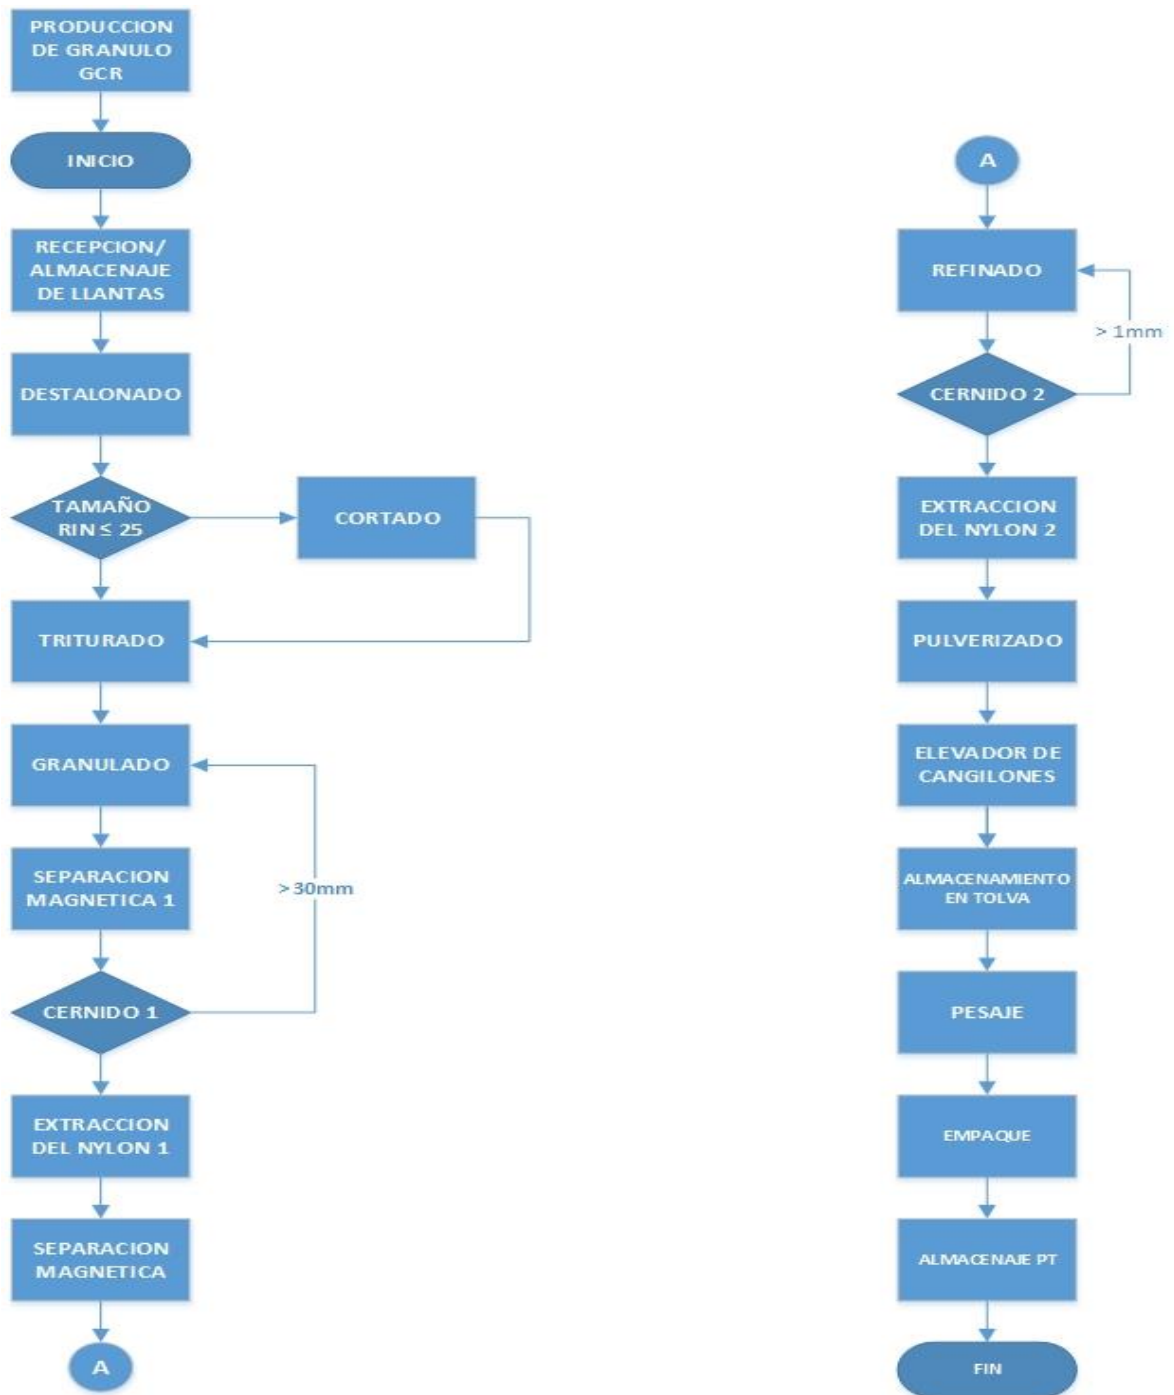 PRODUCCION
DE GRANULO
GCR
INICIO
RECEPCION/
ALMACENAJE
DE LLANTAS
DESTALONADO
TAMAÑO
RIN ≤ 25
CORTADO
TRITURADO
GRANULADO
SEPARACION
MAGNETICA 1
>30mm
CERNIDO 1
EXTRACCION
DEL NYLON 1
SEPARACION
MAGNETICA
A
A
REFINADO
> 1mm
CERNIDO 2
EXTRACCION
DEL NYLON 2
PULVERIZADO
ELEVADOR DE
CANGILONES
ALMACENAMIENTO
EN TOLVA
PESAJE
EMPAQUE
ALMACENAJE PT
FIN